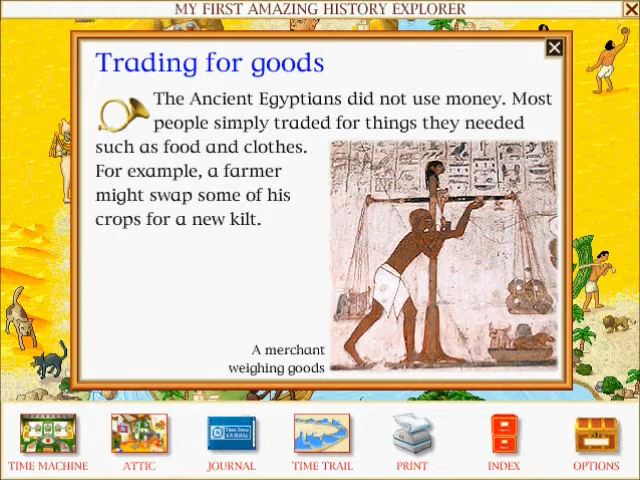 MY FIRST AMAZING HISTORY EXPLORER
Trading for goods
The Ancient Egyptians did not use money. Most
people simply traded for things they needed
such as food and clothes.
For example, a farmer
might swap some of his
crops for a new kilt.
A merchant
weighing goods
TIME MACHINE
ATTIC
JOURNAL
TIME TRAIL
PRINT
INDEX
OPTIONS